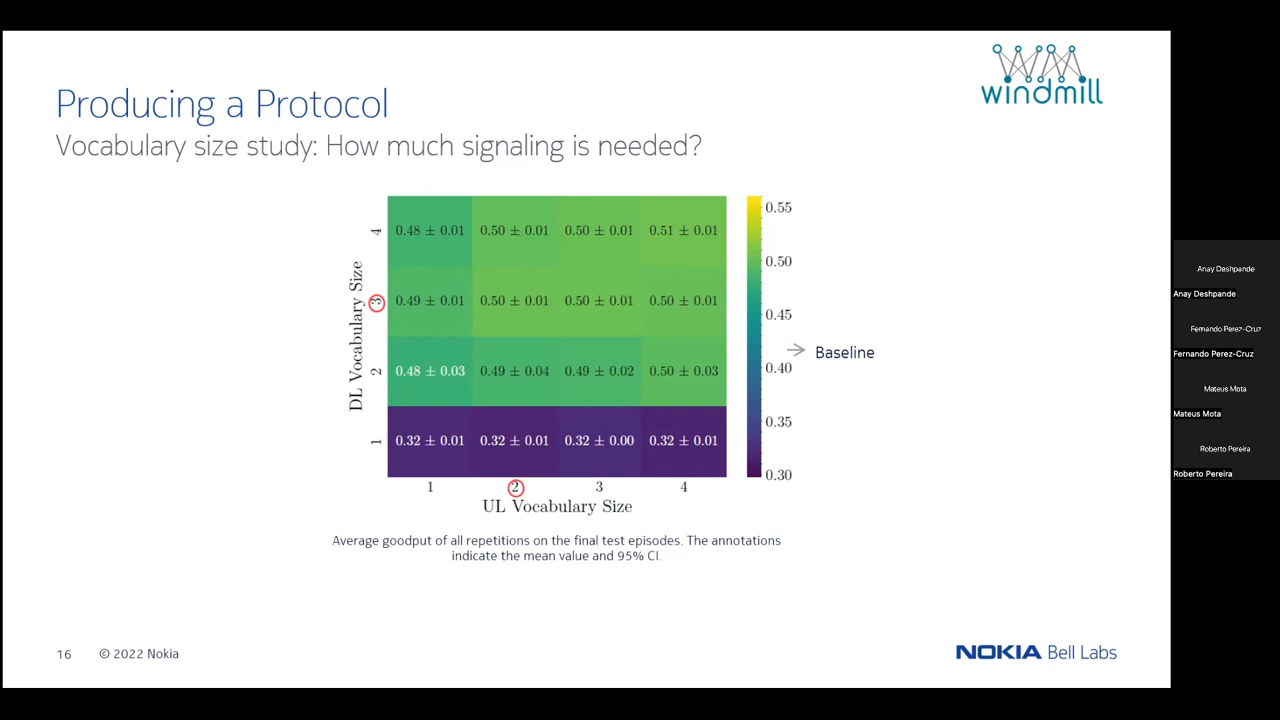 windmill
Producing a Protocol
Vocabulary size study: How much signaling is needed?
DL Vocabulary Size
4
3
2
1
0.48 ± 0.01 0.50 ± 0.01 0.50 ± 0.01 0.51 ± 0.01
0.49 ± 0.01 0.50 ± 0.01 0.50 ± 0.01 0.50 ± 0.01
0.48 ± 0.03 0.49 ± 0.04 0.49 ± 0.02 0.50 ± 0.03
0.32 ± 0.01 0.32 ± 0.01 0.32 ± 0.00 0.32 ± 0.01
1 2 3 4
UL Vocabulary Size
0.55
0.50
0.45
0.40
0.35
0.30
Baseline
Average goodput of all repetitions on the final test episodes. The annotations
indicate the mean value and 95% CI.
16 © 2022 Nokia
NOKIA Bell Labs
Anay Deshpande
Anay Deshpande
Fernando Perez-Cruz
Fernando Perez-Cruz
Mateus Mota
Mateus Mota
Roberto Pereira
Roberto Pereira